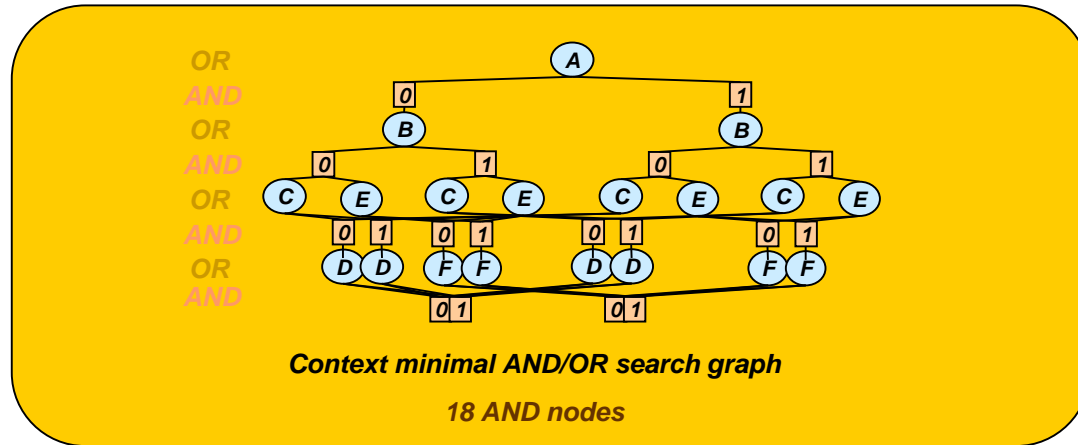 OR A
AND 0 1
OR B B
AND 0 1 0 1
OR C E C E C E C E
AND 0 1 0 1 0 1 0 1
OR D D F F D D F F
AND 0 1 0 1
Context minimal AND/OR search graph
18 AND nodes